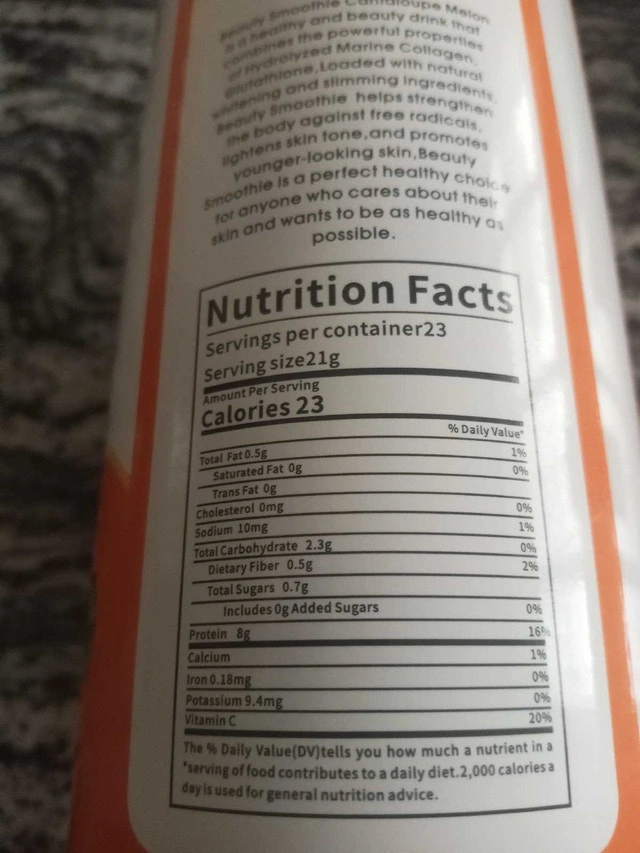 Beauty Smoothie Cantaloupe Melon
is a healthy and beauty drink that
combines the powerful properties
of Hydrolyzed Marine Collagen,
Glutathione,Loaded with natural
whitening and slimming ingredients.
Beauty Smoothie helps strengthen
the body against free radicals,
lightens skin tone,and promotes
younger-looking skin,Beauty
Smoothie is a perfect healthy choice
for anyone who cares about their
skin and wants to be as healthy as
possible.
Nutrition Facts
Servings per container23
Serving size21g
Amount Per Serving
Calories 23
% Daily Value*
Total Fat 0.5g 1%
Saturated Fat 0g 0%
Trans Fat 0g
Cholesterol 0mg 0%
Sodium 10mg 1%
Total Carbohydrate 2.3g 0%
Dietary Fiber 0.5g 2%
Total Sugars 0.7g
Includes 0g Added Sugars 0%
Protein 8g 16%
Calcium 1%
Iron 0.18mg 0%
Potassium 9.4mg 0%
Vitamin C 20%
The % Daily Value(DV)tells you how much a nutrient in a
*serving of food contributes to a daily diet.2,000 calories a
day is used for general nutrition advice.